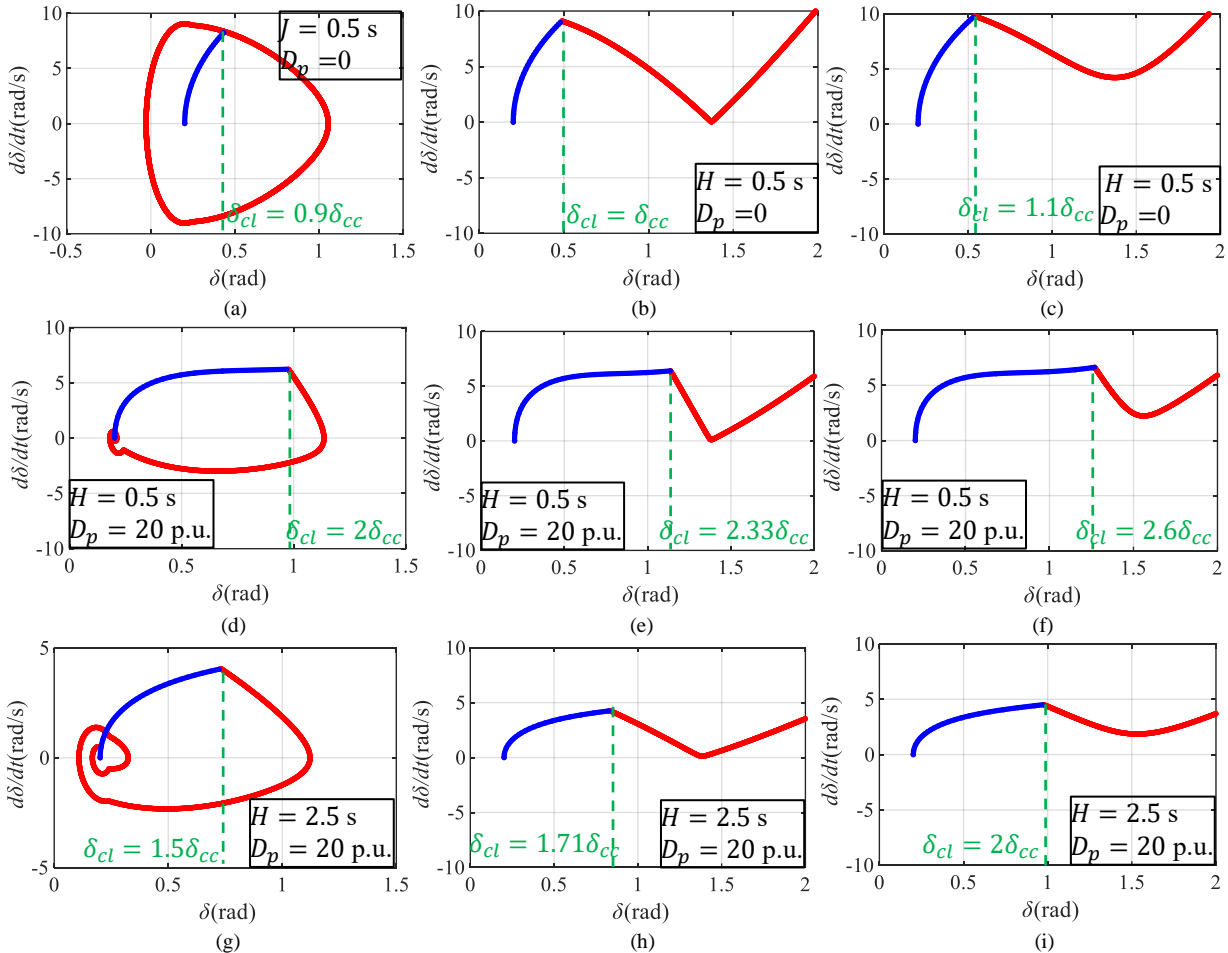 10
5
0
-5
-10
dδ/dt(rad/s)
J = 0.5 s
D_p =0
δ_cl = 0.9δ_cc
-0.5 0 0.5 1 1.5
δ(rad)
(a)
10
5
0
-5
10
dδ/dt(rad/s)
H = 0.5 s
D_p =0
δ_cl = δ_cc
0 0.5 1 1.5 2
δ(rad)
(b)
10
5
0
-5
-10
dδ/dt(rad/s)
H = 0.5 s
D_p =0
δ_cl = 1.1δ_cc
0 0.5 1 1.5 2
δ(rad)
(c)
10
5
0
-5
-10
dδ/dt(rad/s)
H = 0.5 s
D_p = 20 p.u.
δ_cl = 2δ_cc
0 0.5 1 1.5
δ(rad)
(d)
10
5
0
-5
10
dδ/dt(rad/s)
H = 0.5 s
D_p = 20 p.u.
δ_cl = 2.33δ_cc
0 0.5 1 1.5 2
δ(rad)
(e)
10
5
0
-5
-10
dδ/dt(rad/s)
H = 0.5 s
D_p = 20 p.u.
δ_cl = 2.6δ_cc
0 0.5 1 1.5 2
δ(rad)
(f)
5
0
-5
dδ/dt(rad/s)
H = 2.5 s
D_p = 20 p.u.
δ_cl = 1.5δ_cc
0 0.5 1 1.5
δ(rad)
(g)
10
5
0
-5
-10
dδ/dt(rad/s)
H = 2.5 s
D_p = 20 p.u.
δ_cl = 1.71δ_cc
0 0.5 1 1.5 2
δ(rad)
(h)
10
5
0
-5
-10
dδ/dt(rad/s)
H = 2.5 s
D_p = 20 p.u.
δ_cl = 2δ_cc
0 0.5 1 1.5 2
δ(rad)
(i)